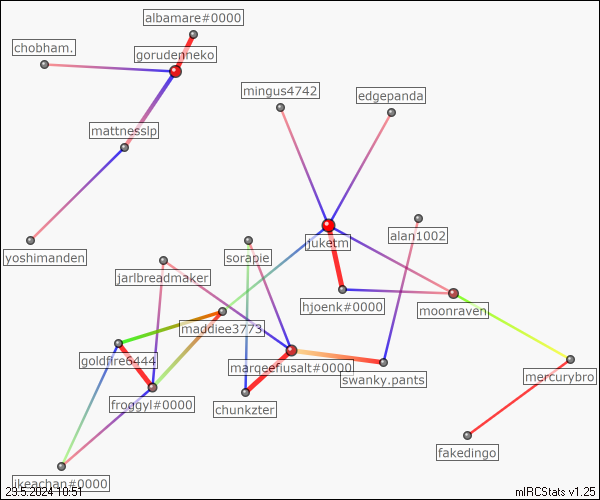 albamare#0000
chobham.
gorudenneko
mingus4742
edgepanda
mattnesslp
yoshimanden
juketm
alan1002
sorapie
jarlbreadmaker
hjoenk#0000
moonraven
maddiee3773
goldfire6444
marqeefiusalt#0000
swanky.pants
mercurybro
froggyl#0000
chunkzter
fakedingo
ikeachan#0000
23.5.2024 10:51
mIRCStats v1.25